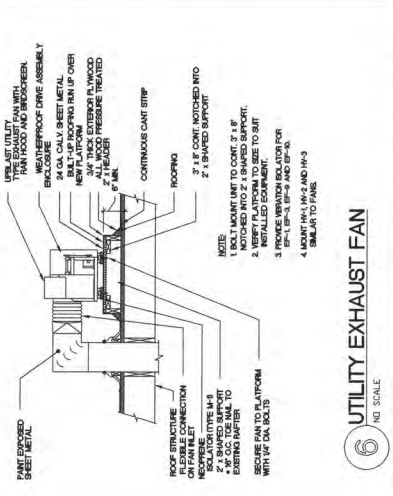 UPBLAST UTILITY
TYPE EXHAUST FAN WITH
RAIN HOOD AND BIRDSCREEN.
WEATHERPROOF DRIVE ASSEMBLY
ENCLOSURE
24 GA. GALV. SHEET METAL
BUILT-UP ROOFING RUN UP OVER
NEW PLATFORM
3/4" THICK EXTERIOR PLYWOOD
ALL WOOD PRESSURE TREATED
2" x HEADER
6" MIN.
CONTINUOUS CANT STRIP
ROOFING
3" x 8" CONT. NOTCHED INTO
2" x SHAPED SUPPORT
PAINT EXPOSED
SHEET METAL
ROOF STRUCTURE
FLEXIBLE CONNECTION
ON FAN INLET
NEOPRENE
ISOLATOR (TYPE M-1)
2" x SHAPED SUPPORT
16" O.C. TOE NAIL TO
EXISTING RAFTER
SECURE FAN TO PLATFORM
WITH 1/4" DIA. BOLTS
NOTE:
1. BOLT MOUNT UNIT TO CONT. 3" x 8"
NOTCHED INTO 2" x SHAPED SUPPORT.
2. VERIFY PLATFORM TO SIZE TO SUIT
INSTALLED EQUIPMENT.
3. PROVIDE VIBRATION ISOLATOR FOR
EF-1, EF-3, EF-9 AND EF-10.
4. MOUNT HV-1, HV-2 AND HV-3
SIMILAR TO FANS.
6 UTILITY EXHAUST FAN
NO SCALE